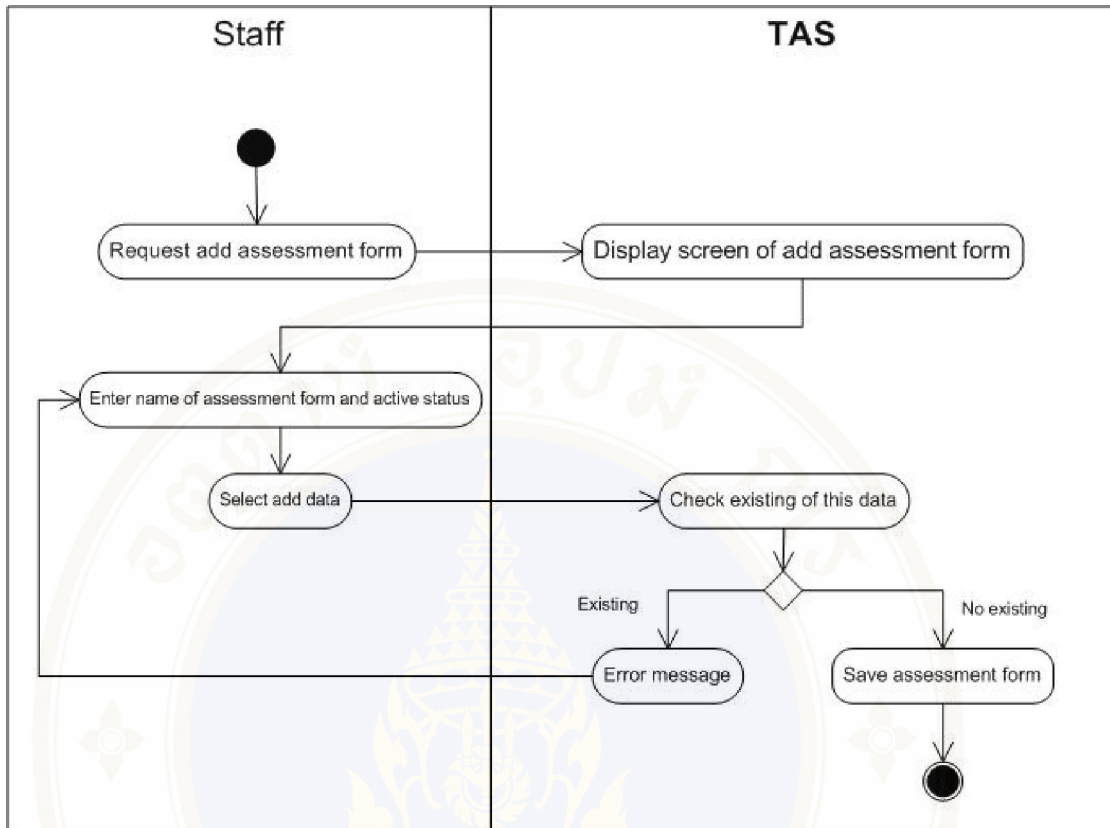 Staff
TAS
Request add assessment form
Display screen of add assessment form
Enter name of assessment form and active status
Select add data
Check existing of this data
Existing
No existing
Error message
Save assessment form